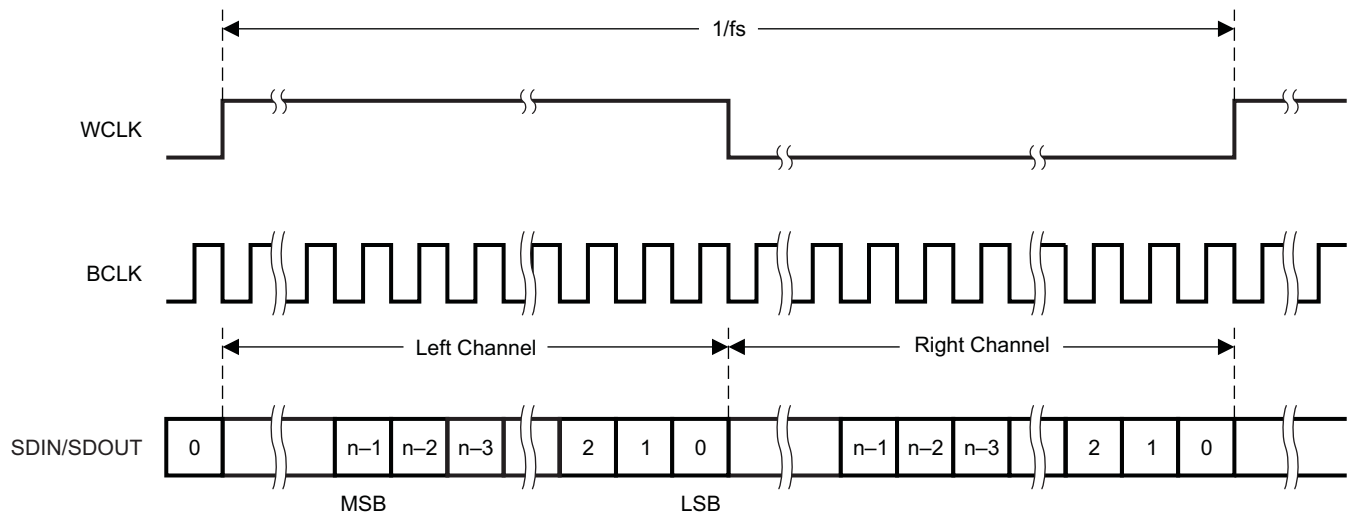 1/fs
WCLK
BCLK
Left Channel
Right Channel
SDIN/SDOUT 0 n–1 n–2 n–3 2 1 0 n–1 n–2 n–3 2 1 0
MSB LSB